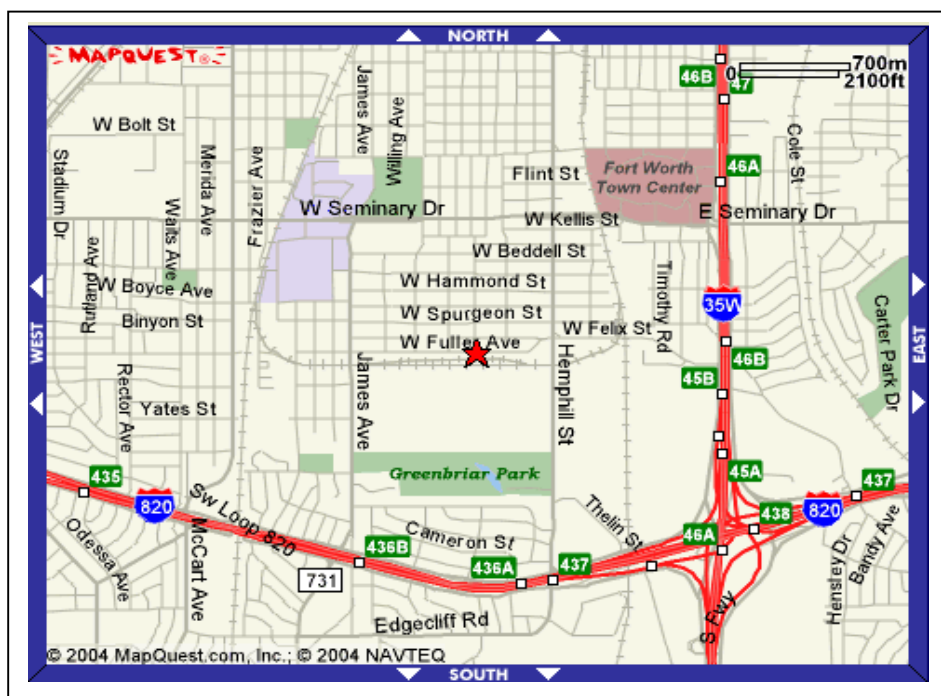 NORTH
MAPQUEST
0 700m
2100ft
46B
47
James Ave
Willing Ave
W Bolt St
Stadium Dr
Merida Ave
Frazier Ave
Flint St
Fort Worth
Town Center
46A
Cole St
W Seminary Dr
W Kellis St
E Seminary Dr
Waits Ave
W Beddell St
Rutland Ave
W Boyce Ave
W Hammond St
Timothy Rd
35W
Carter Park Dr
Binyon St
W Spurgeon St
W Felix St
WEST
EAST
W Fuller Ave
46B
James Ave
Hemphill St
45B
Rector Ave
Yates St
Greenbriar Park
435
45A
437
820
Sw Loop 820
Thelin St
438
820
Odessa Ave
McCart Ave
Cameron St
46A
Hensley Dr
Bandy Ave
436B
436A
437
731
Edgecliff Rd
S Fwy
© 2004 MapQuest.com, Inc.; © 2004 NAVTEQ
SOUTH